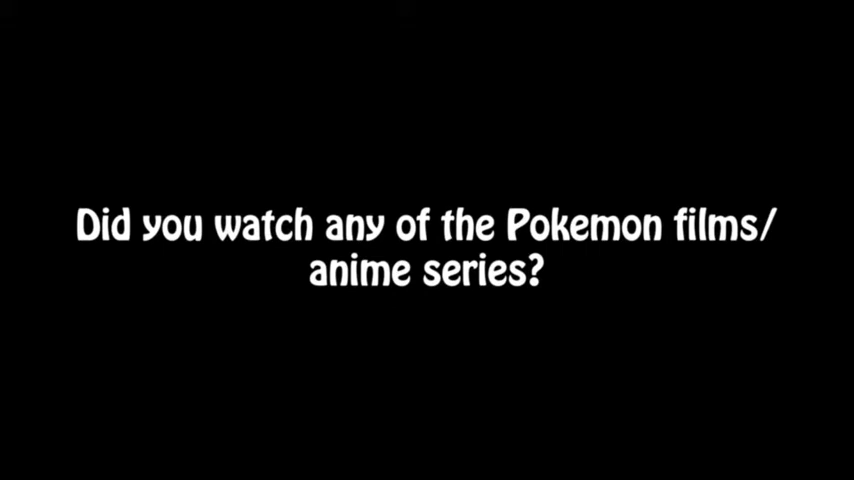 Did you watch any of the Pokemon films/
anime series?